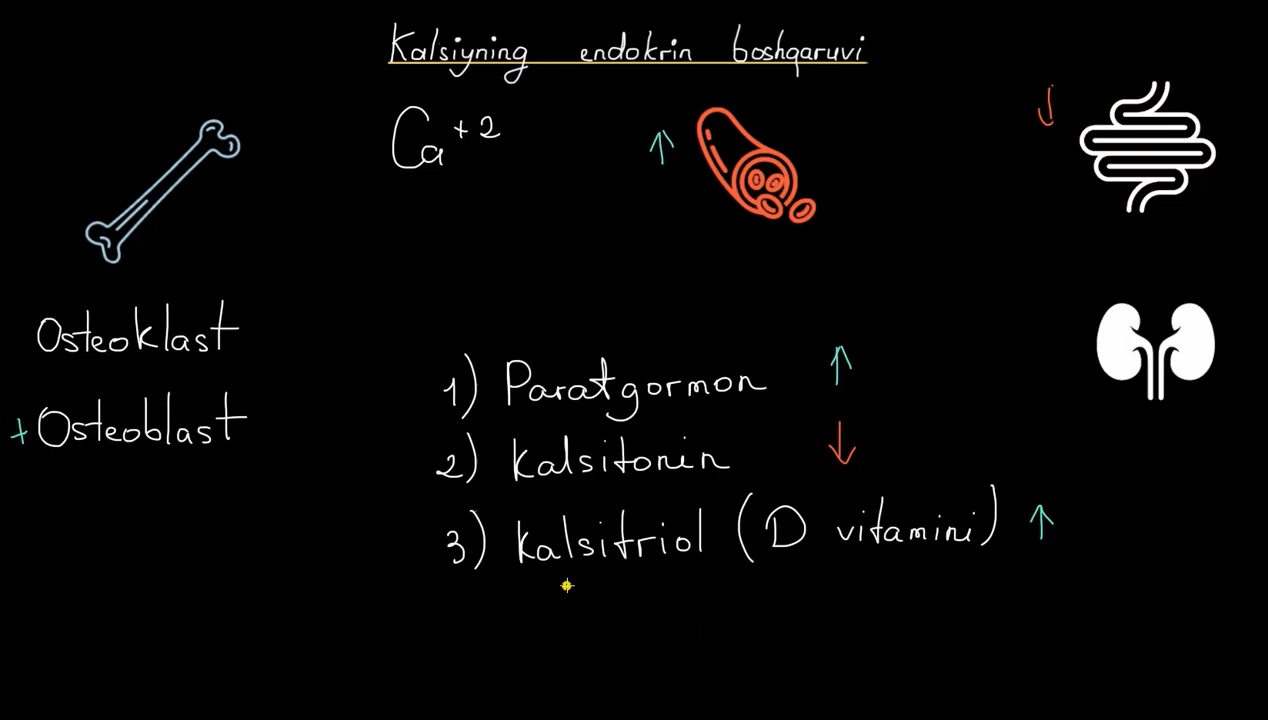 Kalsiyning endokrin boshqaruvi
Ca+2
Osteoklast
+ Osteoblast
1) Paratgormon ↑
2) Kalsitonin ↓
3) Kalsitriol (D vitamini) ↑